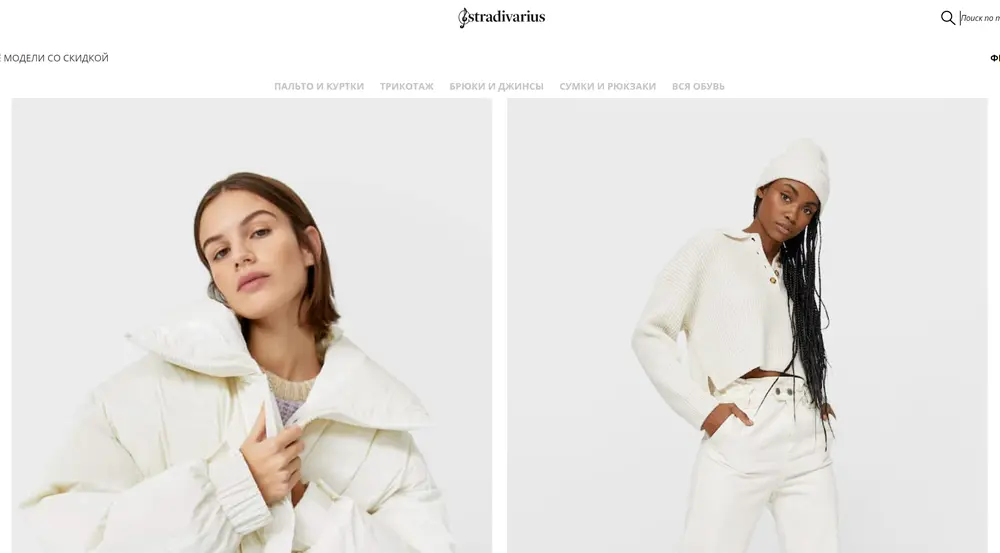 stradivarius
Поиск по
МОДЕЛИ СО СКИДКОЙ
ПАЛЬТО И КУРТКИ ТРИКОТАЖ БРЮКИ И ДЖИНСЫ СУМКИ И РЮКЗАКИ ВСЯ ОБУВЬ